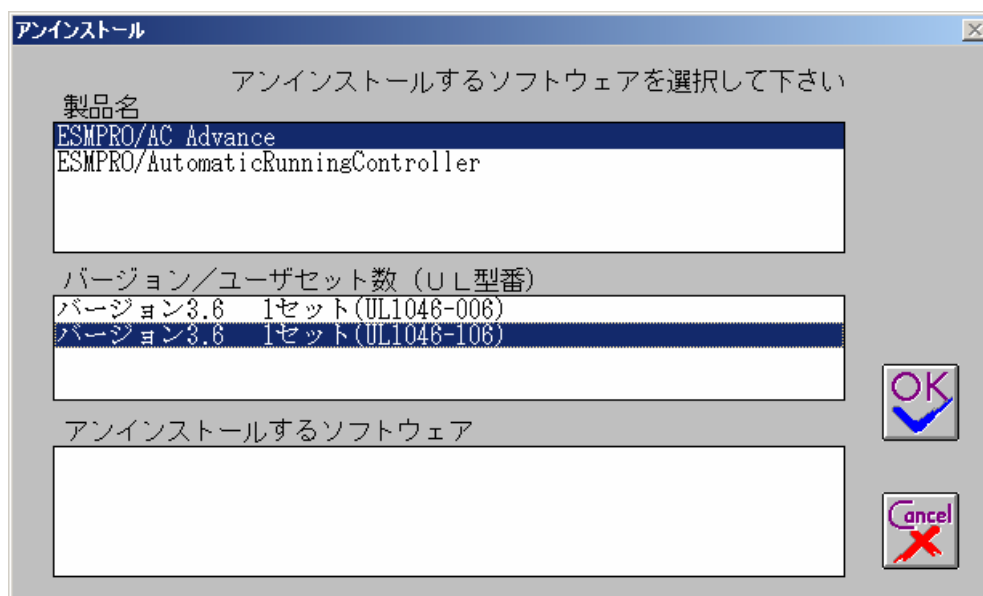 アンインストール
アンインストールするソフトウェアを選択して下さい
製品名
ESMPRO/AC Advance
ESMPRO/AutomaticRunningController
バージョン／ユーザセット数（ＵＬ型番）
バージョン3.6 1セット(UL1046-006)
バージョン3.6 1セット(UL1046-106)
OK
アンインストールするソフトウェア
Cancel